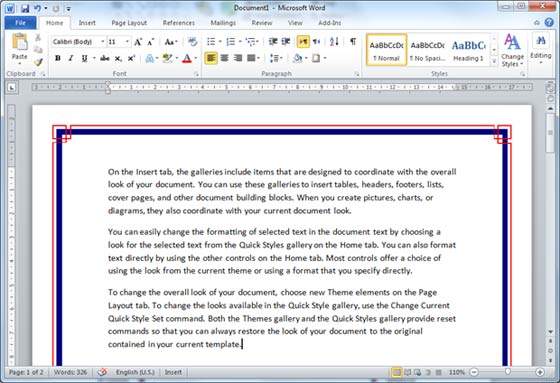 Document1 - Microsoft Word
File Home Insert Page Layout References Mailings Review View Add-Ins
Calibri (Body) 11
Paste
AaBbCcDc AaBbCcDc AaBbCc
¶ Normal ¶ No Spaci... Heading 1
Change Styles
Editing
Clipboard Font Paragraph Styles
On the Insert tab, the galleries include items that are designed to coordinate with the overall
look of your document. You can use these galleries to insert tables, headers, footers, lists,
cover pages, and other document building blocks. When you create pictures, charts, or
diagrams, they also coordinate with your current document look.
You can easily change the formatting of selected text in the document text by choosing a
look for the selected text from the Quick Styles gallery on the Home tab. You can also format
text directly by using the other controls on the Home tab. Most controls offer a choice of
using the look from the current theme or using a format that you specify directly.
To change the overall look of your document, choose new Theme elements on the Page
Layout tab. To change the looks available in the Quick Style gallery, use the Change Current
Quick Style Set command. Both the Themes gallery and the Quick Styles gallery provide reset
commands so that you can always restore the look of your document to the original
contained in your current template.
Page: 1 of 2 Words: 326 English (U.S.) Insert 110%